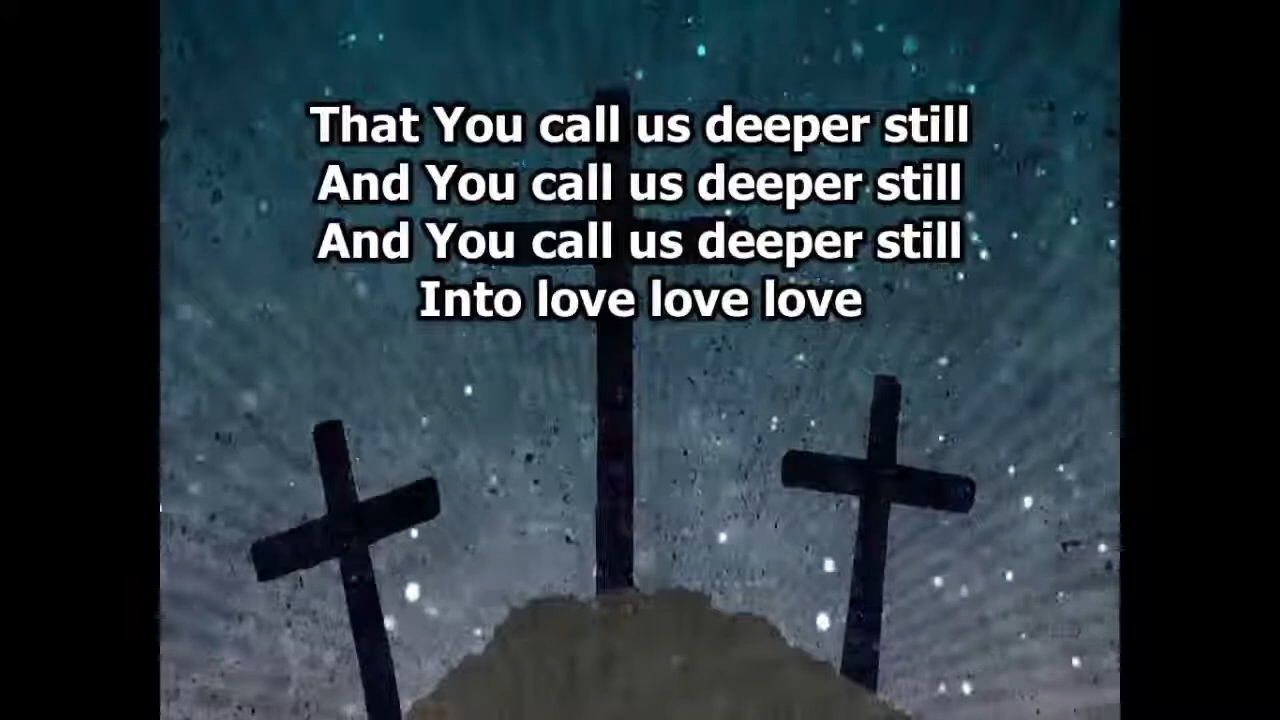 That You call us deeper still
And You call us deeper still
And You call us deeper still
Into love love love